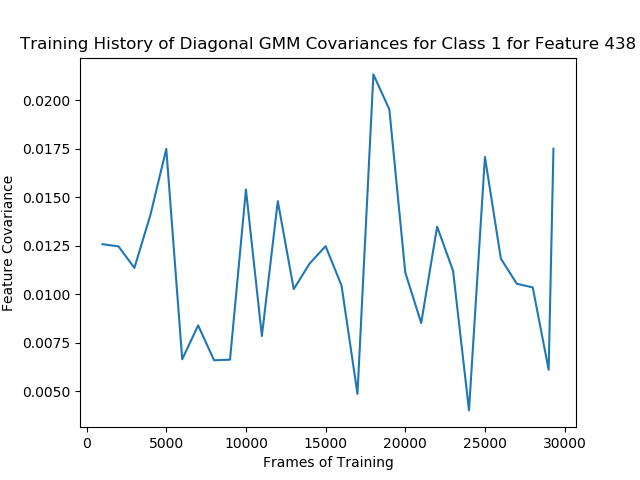 Training History of Diagonal GMM Covariances for Class 1 for Feature 438
0.0200
0.0175
0.0150
0.0125
0.0100
0.0075
0.0050
Feature Covariance
0 5000 10000 15000 20000 25000 30000
Frames of Training